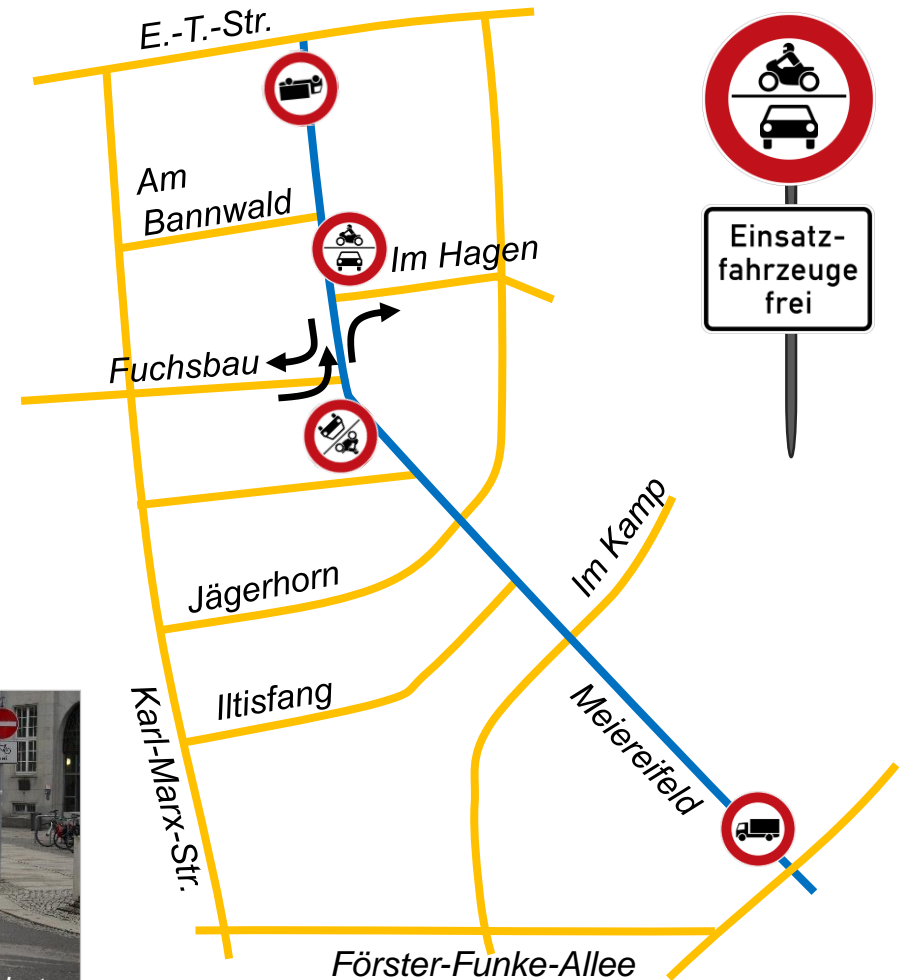 E.-T.-Str.
Am
Bannwald
Im Hagen
Einsatz-
fahrzeuge
frei
Fuchsbau
Im Kamp
Jägerhorn
Iltisfang
Karl-Marx-Str.
Meiereifeld
Förster-Funke-Allee